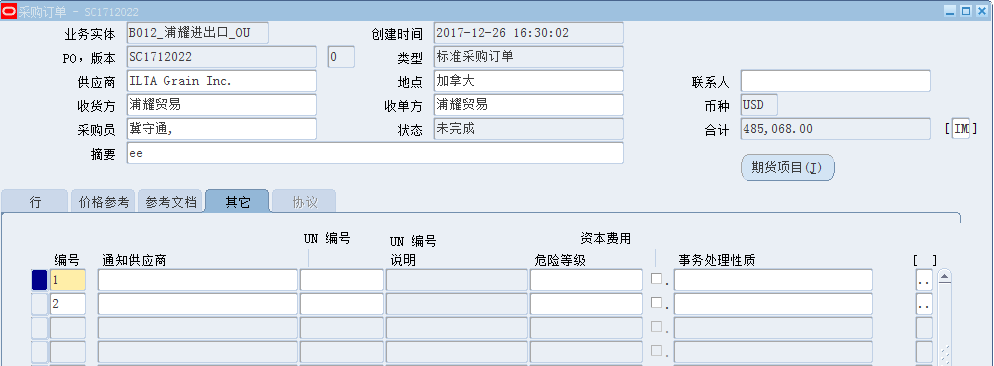 采购订单 - SC1712022
业务实体 B012_浦耀进出口_OU 创建时间 2017-12-26 16:30:02
PO，版本 SC1712022 0 类型 标准采购订单
供应商 ILTA Grain Inc. 地点 加拿大 联系人
收货方 浦耀贸易 收单方 浦耀贸易 币种 USD
采购员 冀守通, 状态 未完成 合计 485,068.00 [IM]
摘要 ee
期货项目(J)
行 价格参考 参考文档 其它 协议
UN 编号 UN 编号 资本费用
编号 通知供应商 说明 危险等级 事务处理性质 [ ]
1 . ..
2 . ..
.
.